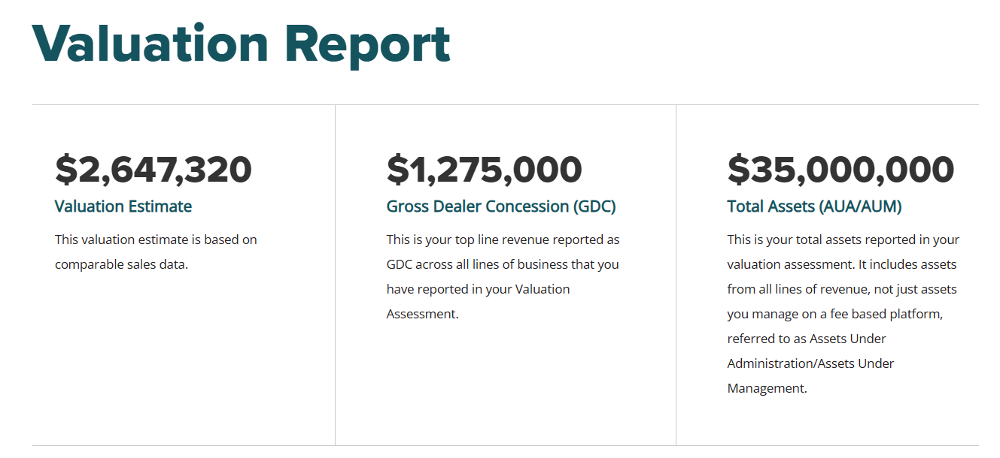 Valuation Report
$2,647,320
Valuation Estimate
This valuation estimate is based on
comparable sales data.
$1,275,000
Gross Dealer Concession (GDC)
This is your top line revenue reported as
GDC across all lines of business that you
have reported in your Valuation
Assessment.
$35,000,000
Total Assets (AUA/AUM)
This is your total assets reported in your
valuation assessment. It includes assets
from all lines of revenue, not just assets
you manage on a fee based platform,
referred to as Assets Under
Administration/Assets Under
Management.